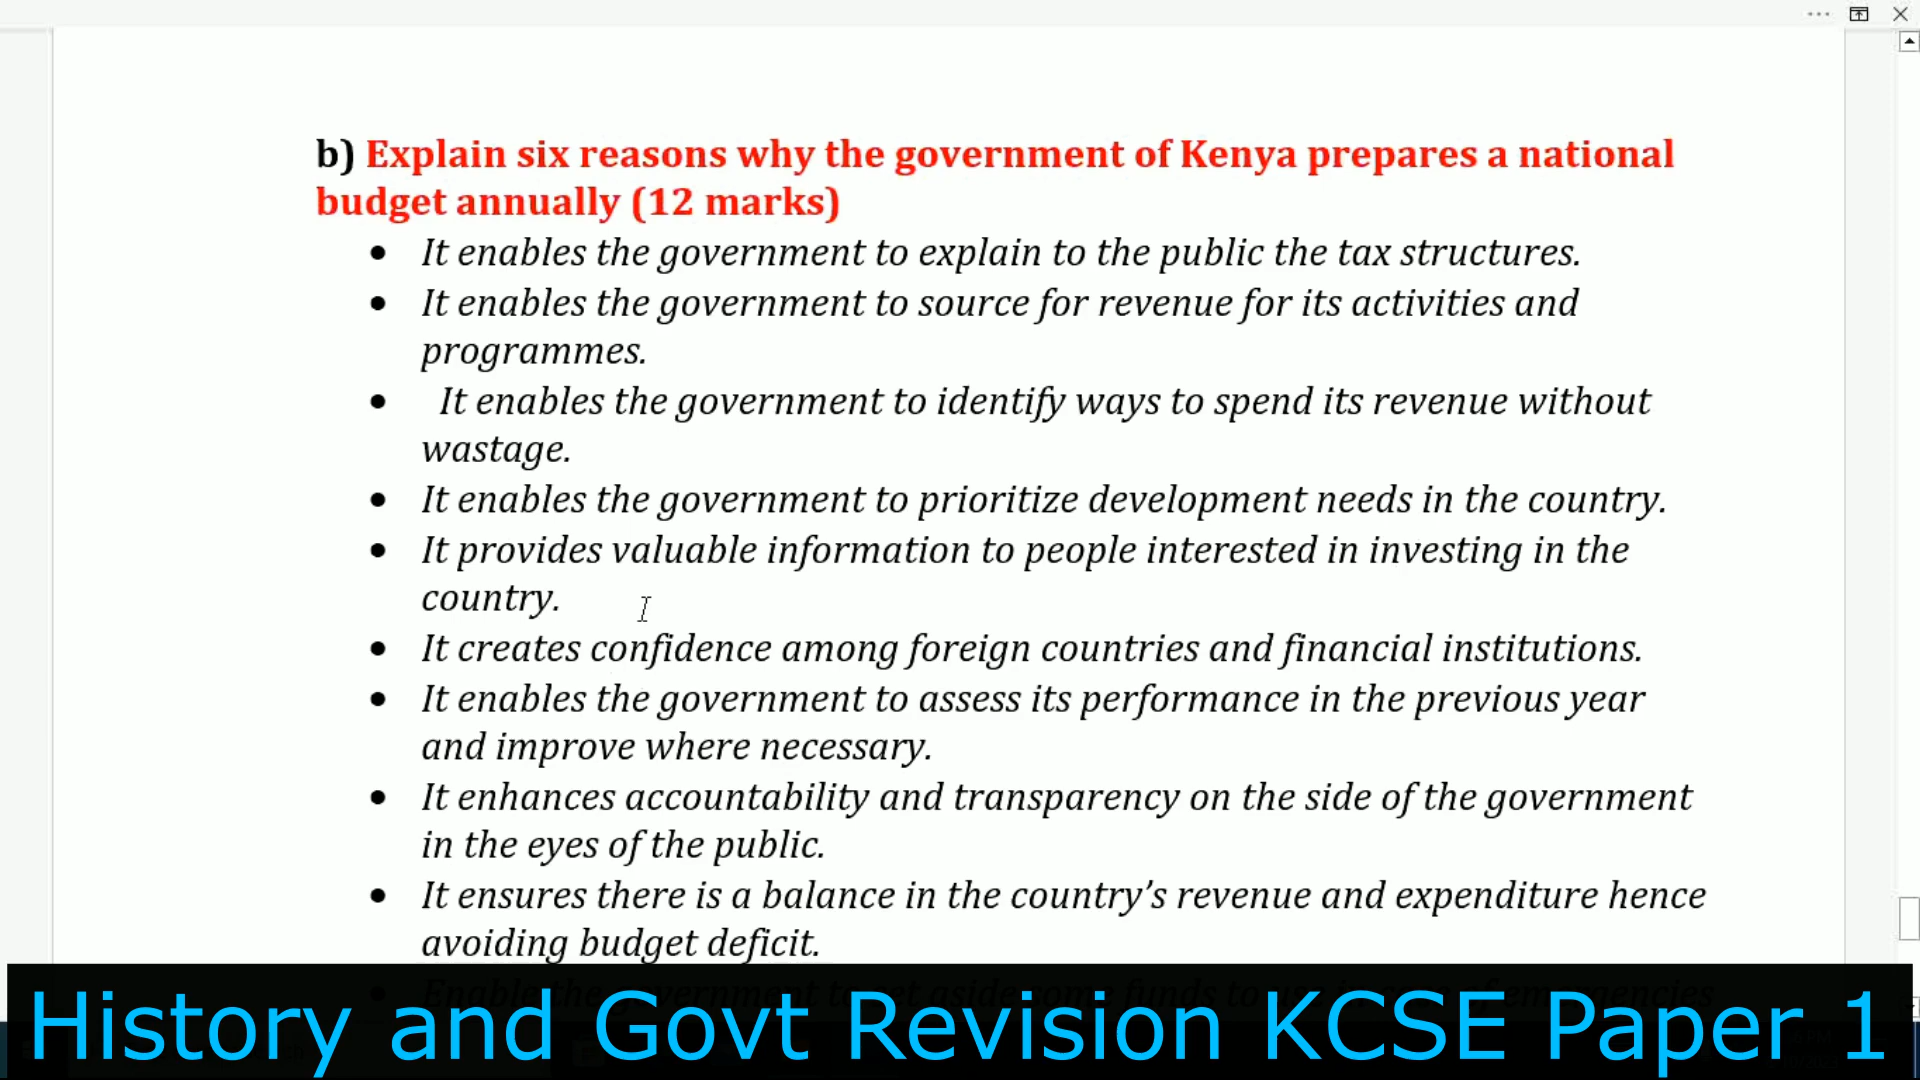 b) Explain six reasons why the government of Kenya prepares a national
budget annually (12 marks)
• It enables the government to explain to the public the tax structures.
• It enables the government to source for revenue for its activities and
programmes.
• It enables the government to identify ways to spend its revenue without
wastage.
• It enables the government to prioritize development needs in the country.
• It provides valuable information to people interested in investing in the
country.
• It creates confidence among foreign countries and financial institutions.
• It enables the government to assess its performance in the previous year
and improve where necessary.
• It enhances accountability and transparency on the side of the government
in the eyes of the public.
• It ensures there is a balance in the country’s revenue and expenditure hence
avoiding budget deficit.
History and Govt Revision KCSE Paper 1